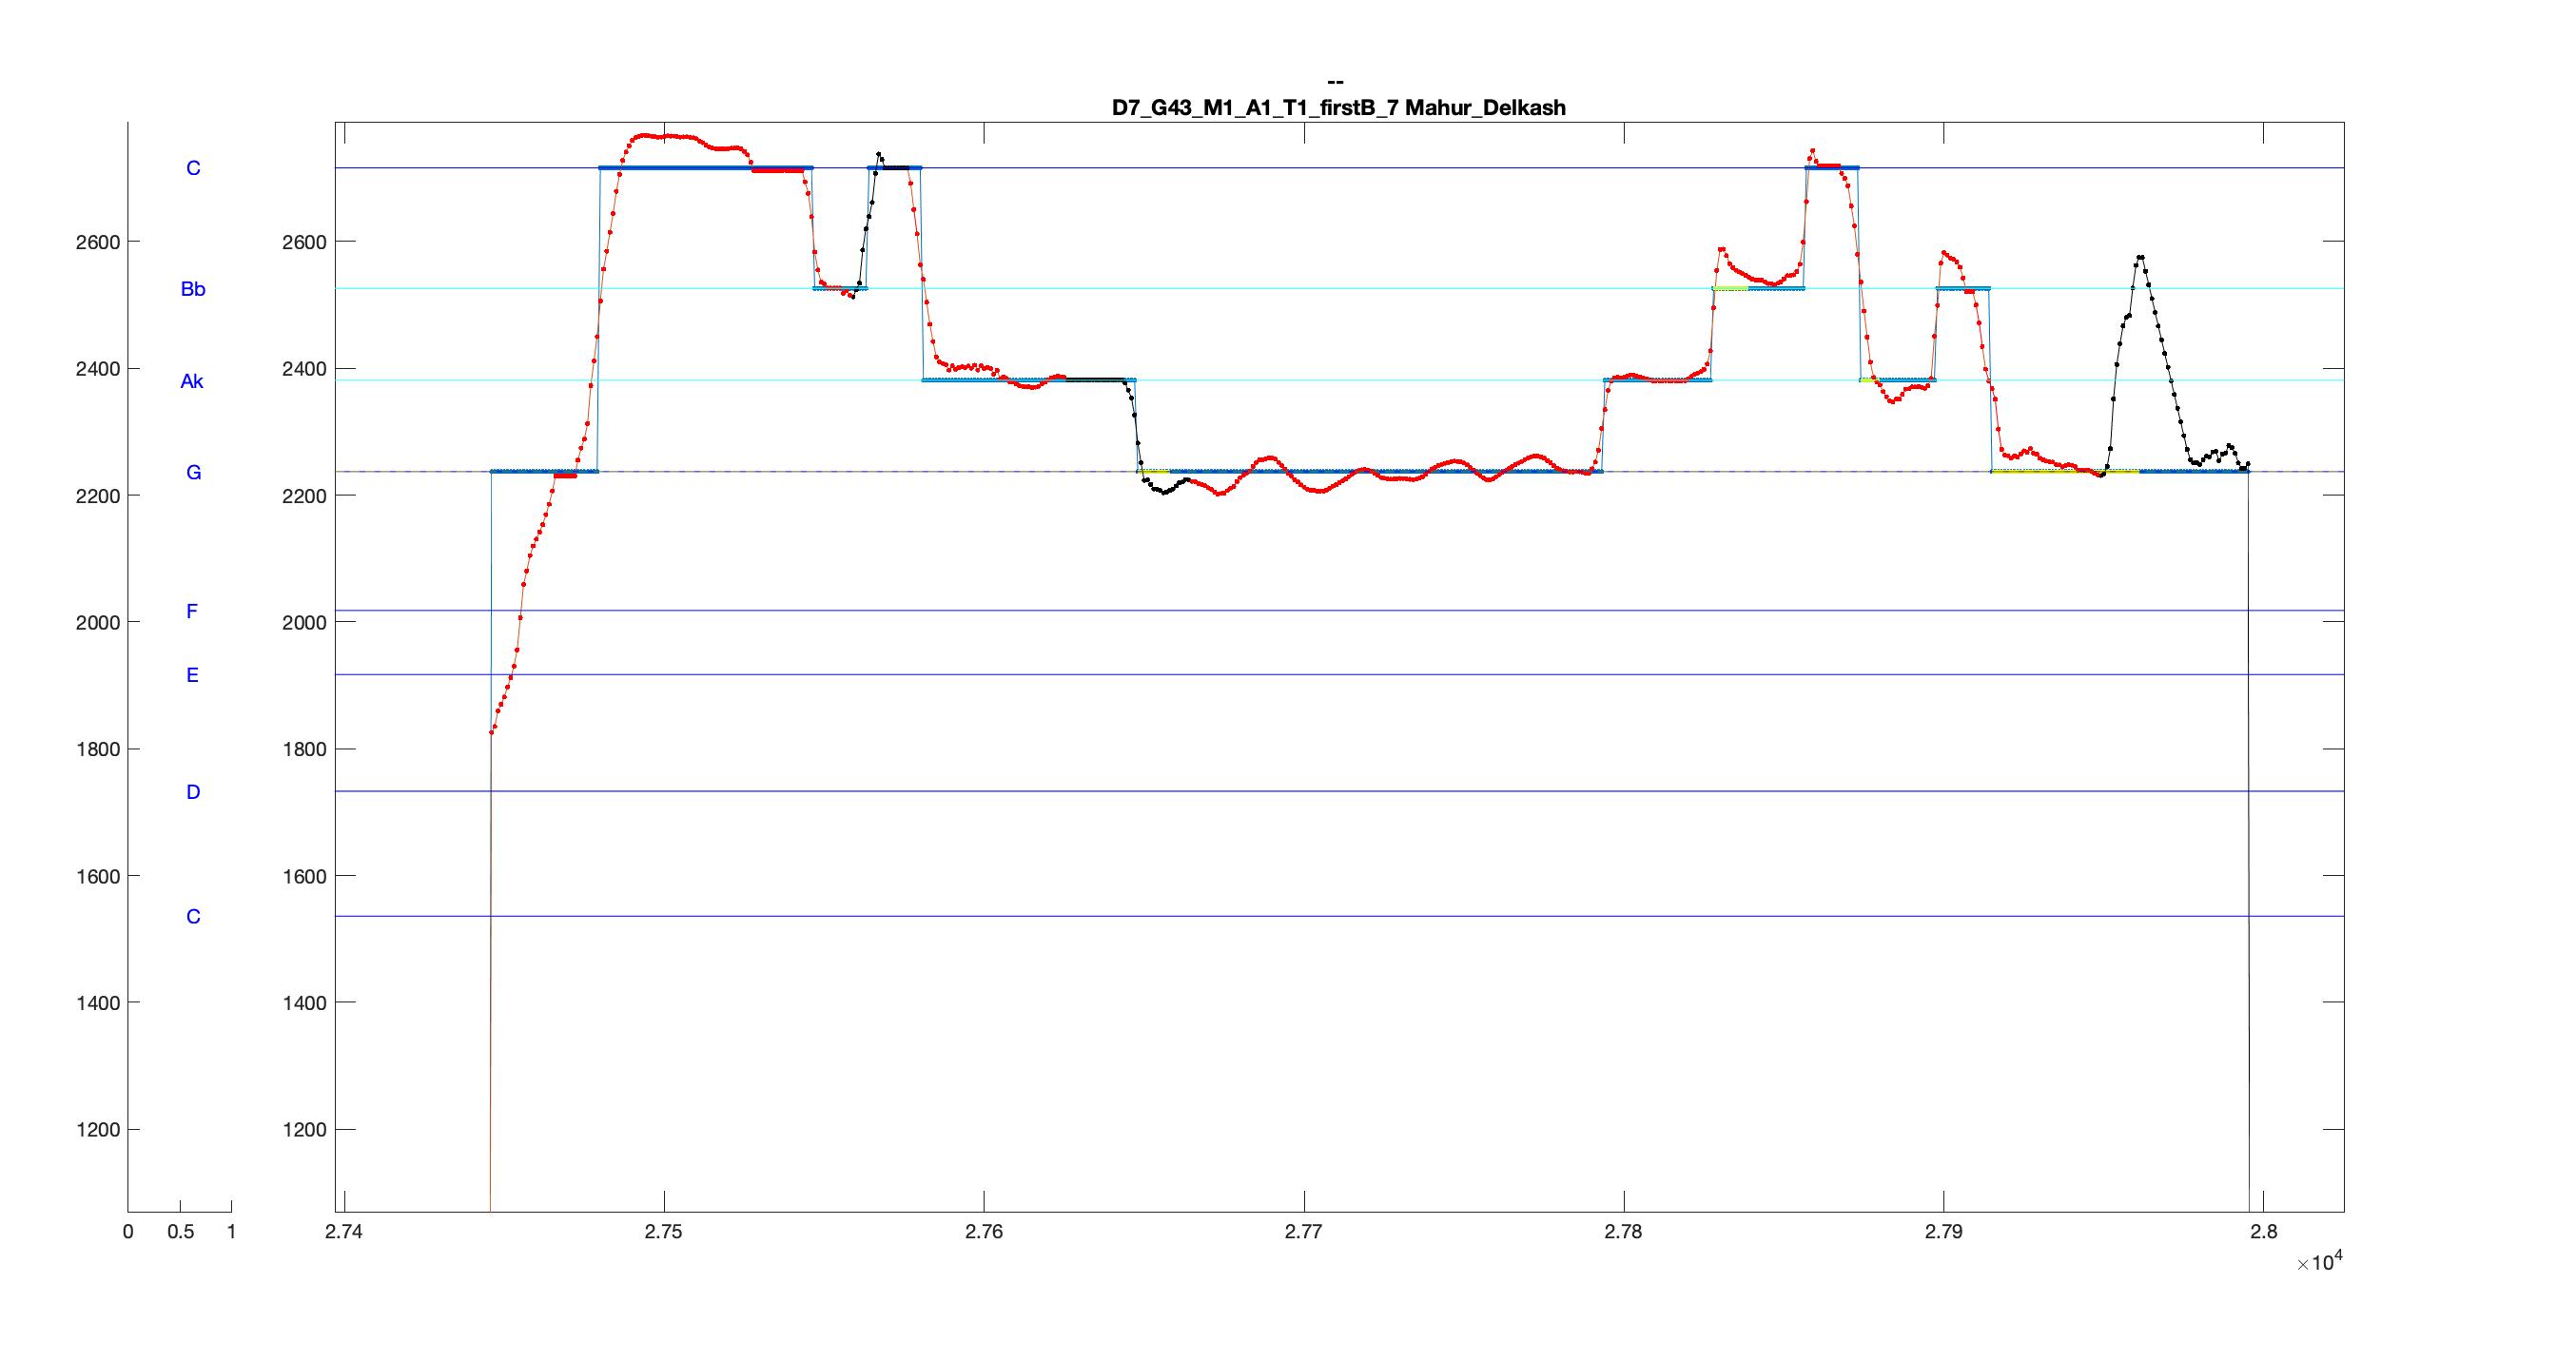 --
D7_G43_M1_A1_T1_firstB_7 Mahur_Delkash
C
2600 2600
Bb
2400 Ak 2400
G
2200 2200
F
2000 2000
E
1800 1800
D
1600 1600
C
1400 1400
1200 1200
0 0.5 1 2.74 2.75 2.76 2.77 2.78 2.79 2.8
×10⁴